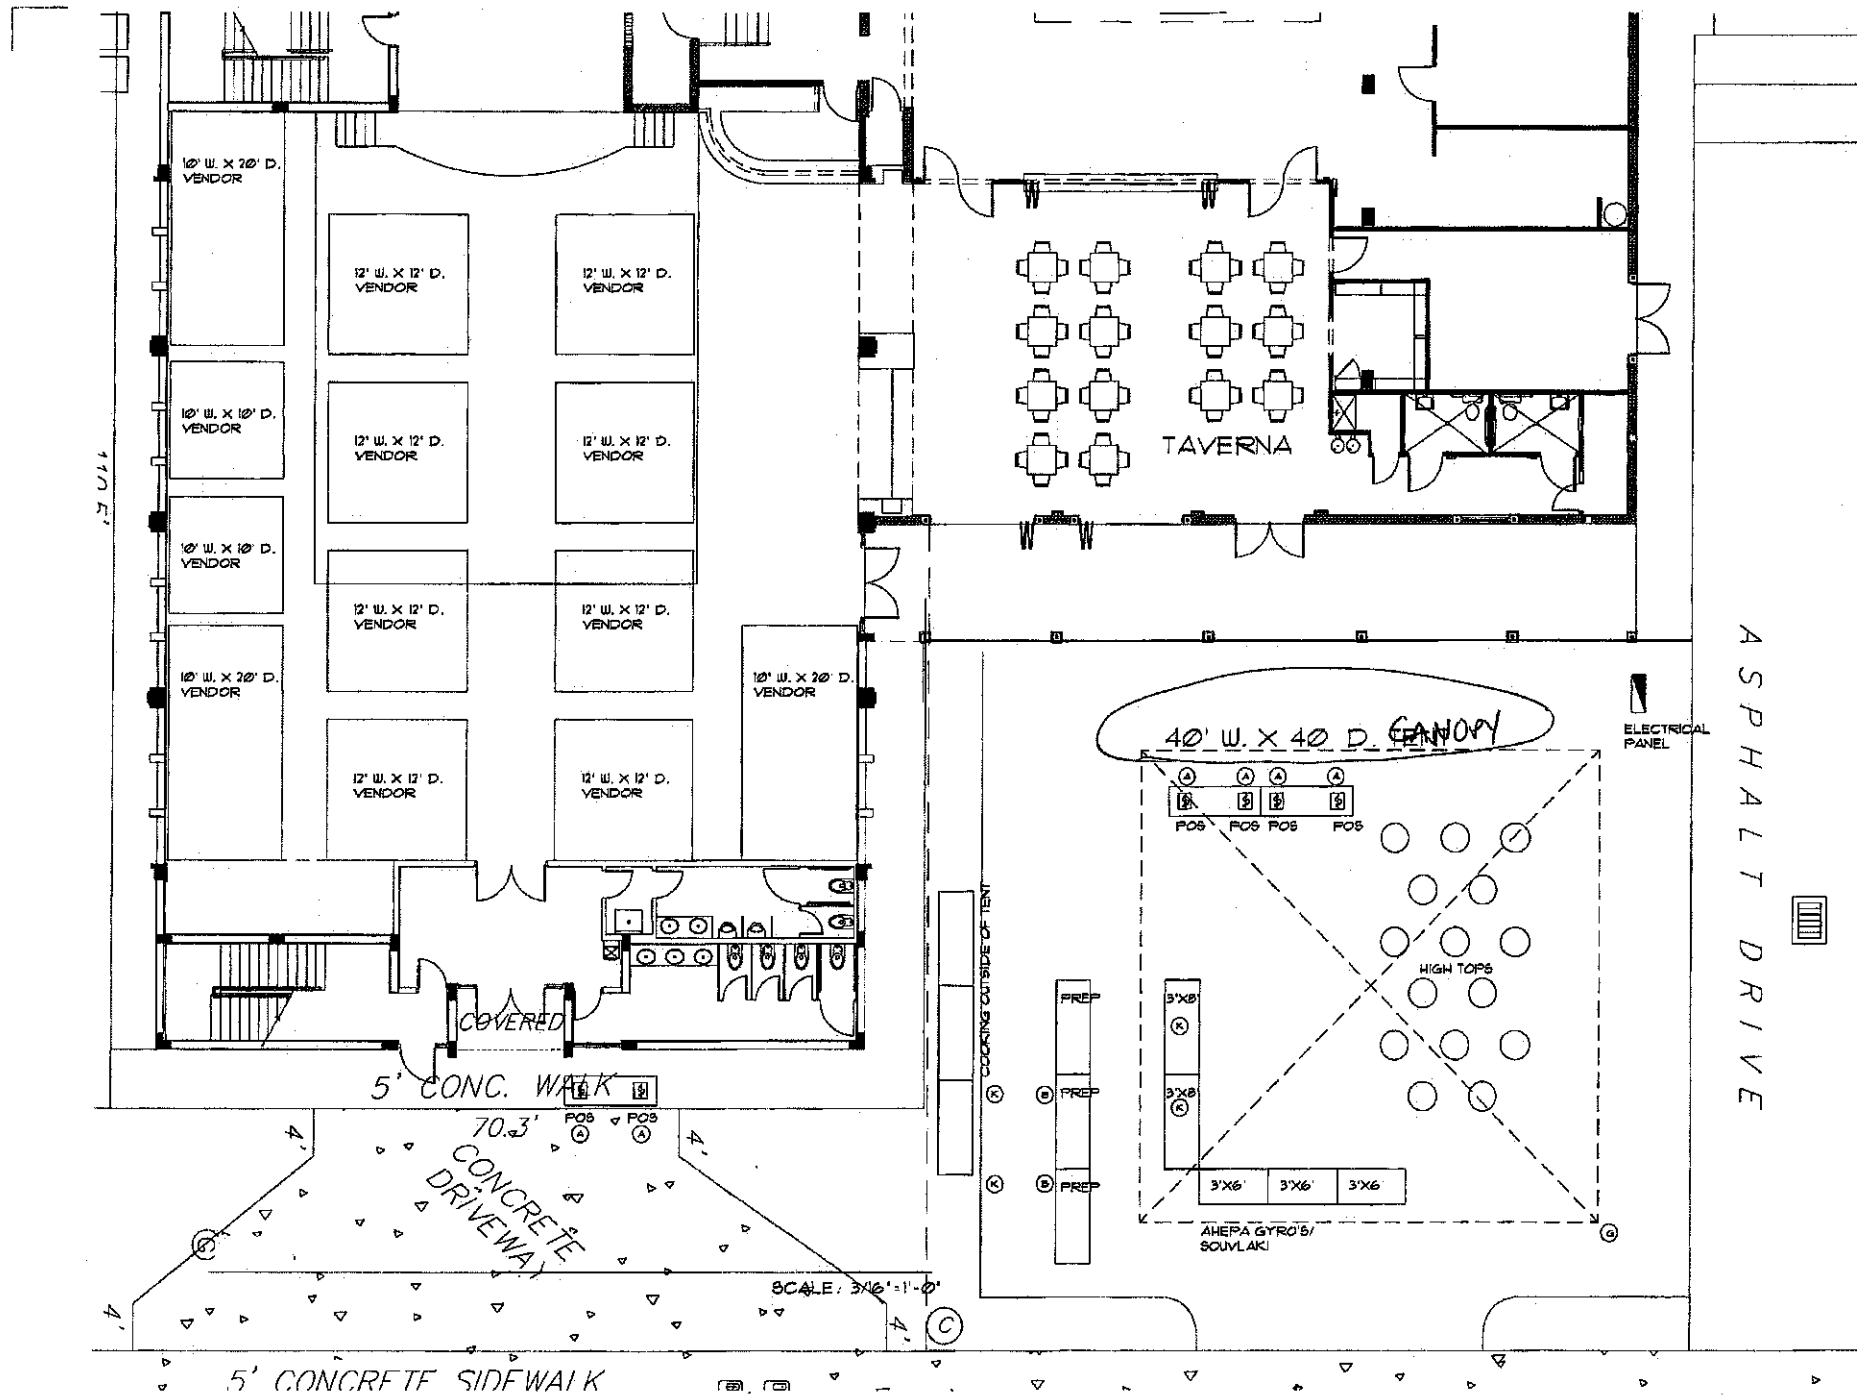 10' W. X 20' D.
VENDOR
12' W. X 12' D.
VENDOR
12' W. X 12' D.
VENDOR
10' W. X 10' D.
VENDOR
12' W. X 12' D.
VENDOR
12' W. X 12' D.
VENDOR
TAVERNA
110.5'
10' W. X 10' D.
VENDOR
12' W. X 12' D.
VENDOR
12' W. X 12' D.
VENDOR
10' W. X 20' D.
VENDOR
10' W. X 20' D.
VENDOR
12' W. X 12' D.
VENDOR
12' W. X 12' D.
VENDOR
40' W. X 40 D. CANOPY
ELECTRICAL
PANEL
ASPHALT DRIVE
A A A A
$ $ $ $
POS POS POS POS
HIGH TOPS
COOKING OUTSIDE OF TENT
PREP
3'X8'
K
PREP
3'X8'
K
K
B
PREP
K
B
3'X6' 3'X6' 3'X6'
AHEPA GYRO'S/
SOUVLAKI
G
COVERED
5' CONC. WALK
$ $
POS POS
A A
70.3'
4' 4'
CONCRETE
DRIVEWAY
C
SCALE: 3/16"=1'-0"
4' 4'
C
5' CONCRETE SIDEWALK